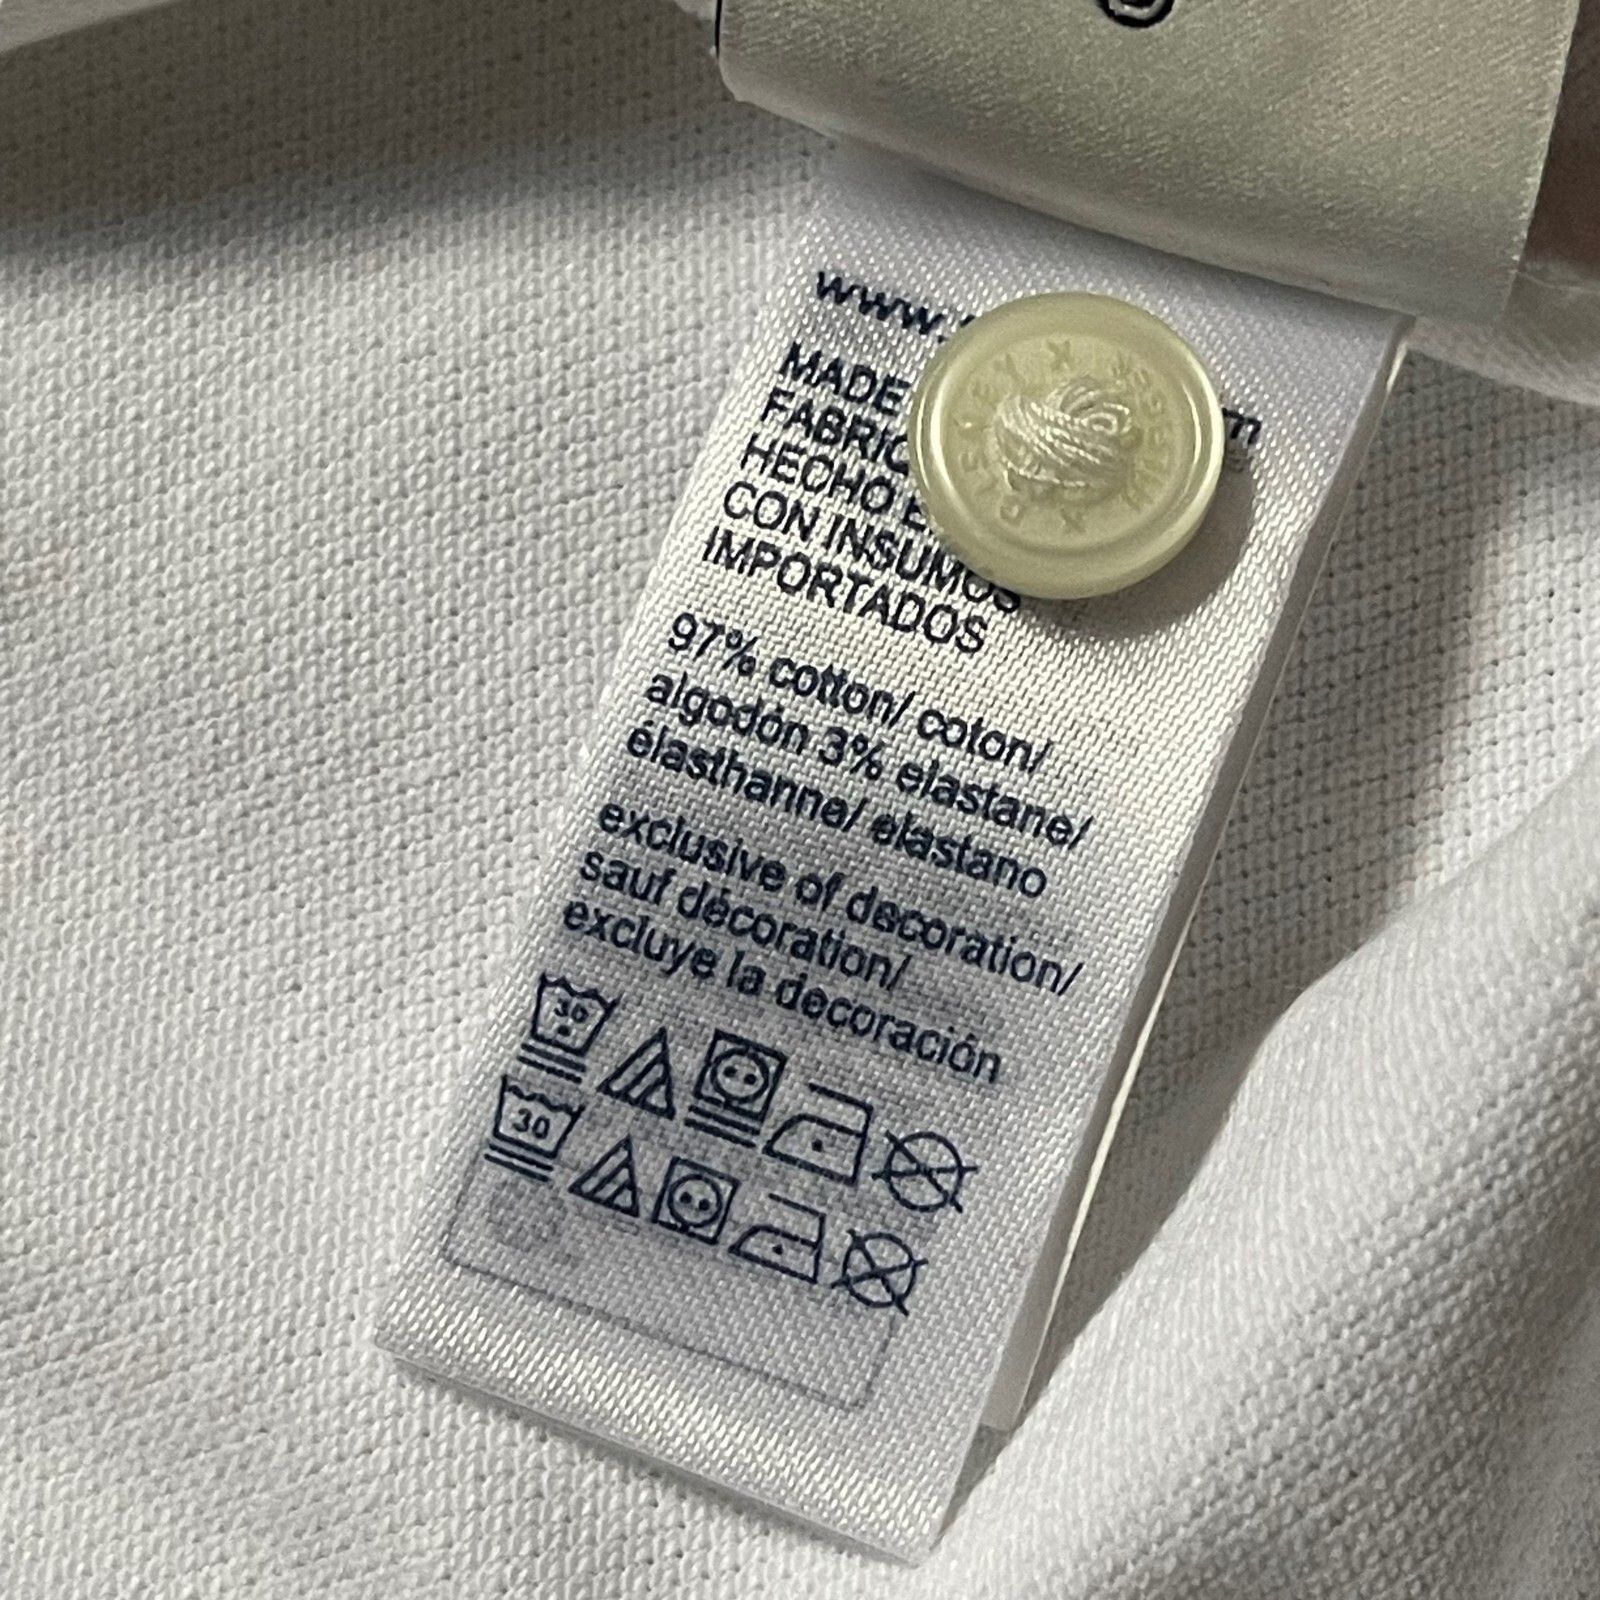 www.
MADE
FABRIC
HECHO E
CON INSUMOS
IMPORTADOS
97% cotton/ coton/
algodón 3% elastane/
élasthanne/ elastano
exclusive of decoration/
sauf décoration/
excluye la decoración
30
30